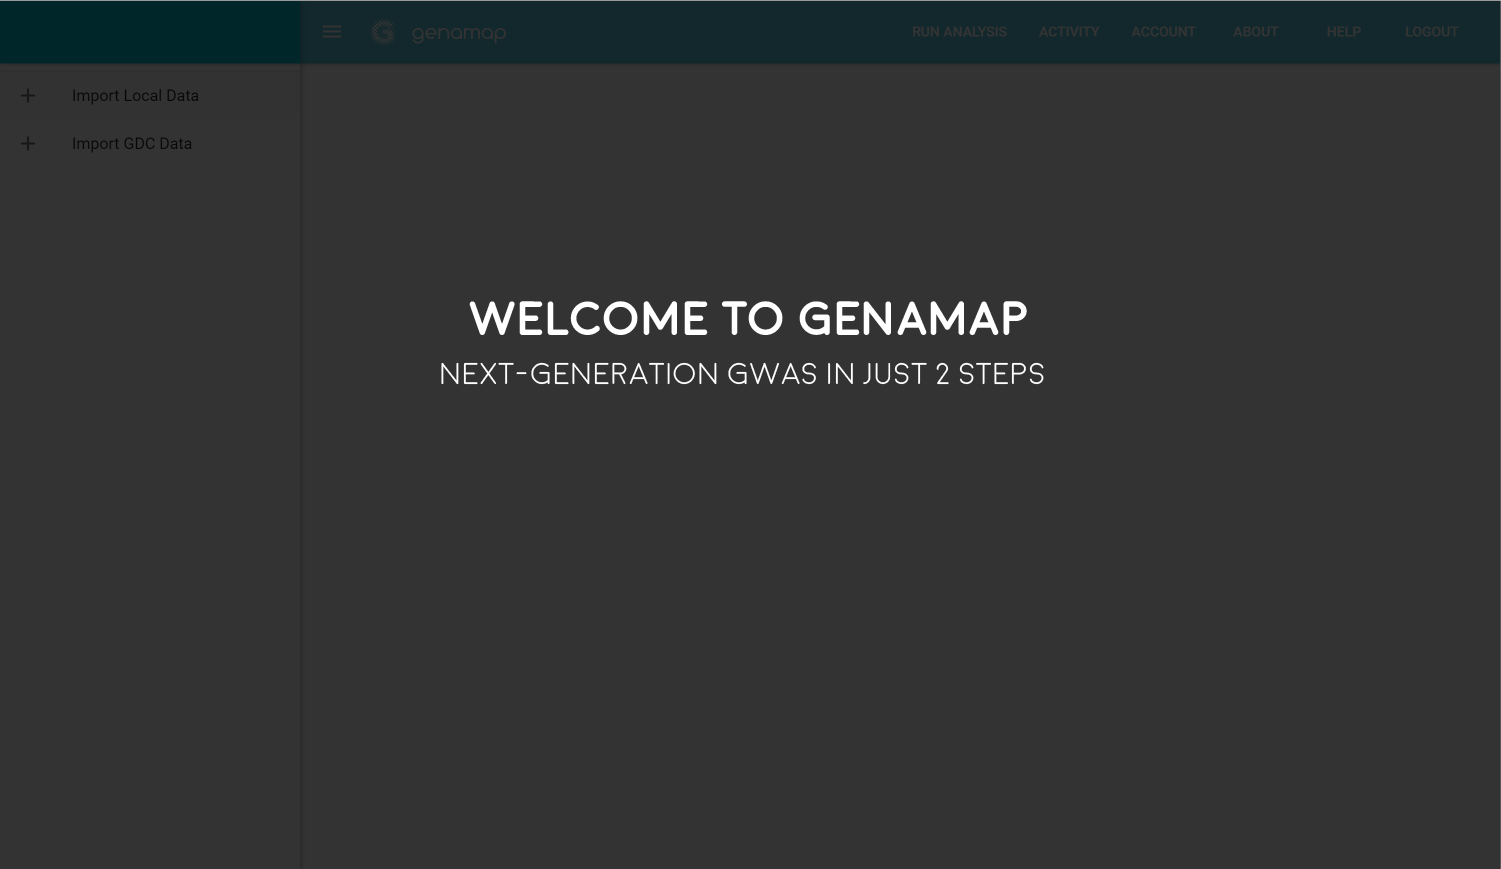 genamap
RUN ANALYSIS
ACTIVITY
ACCOUNT
ABOUT
HELP
LOGOUT
Import Local Data
Import GDC Data
WELCOME TO GENAMAP
NEXT-GENERATION GWAS IN JUST 2 STEPS